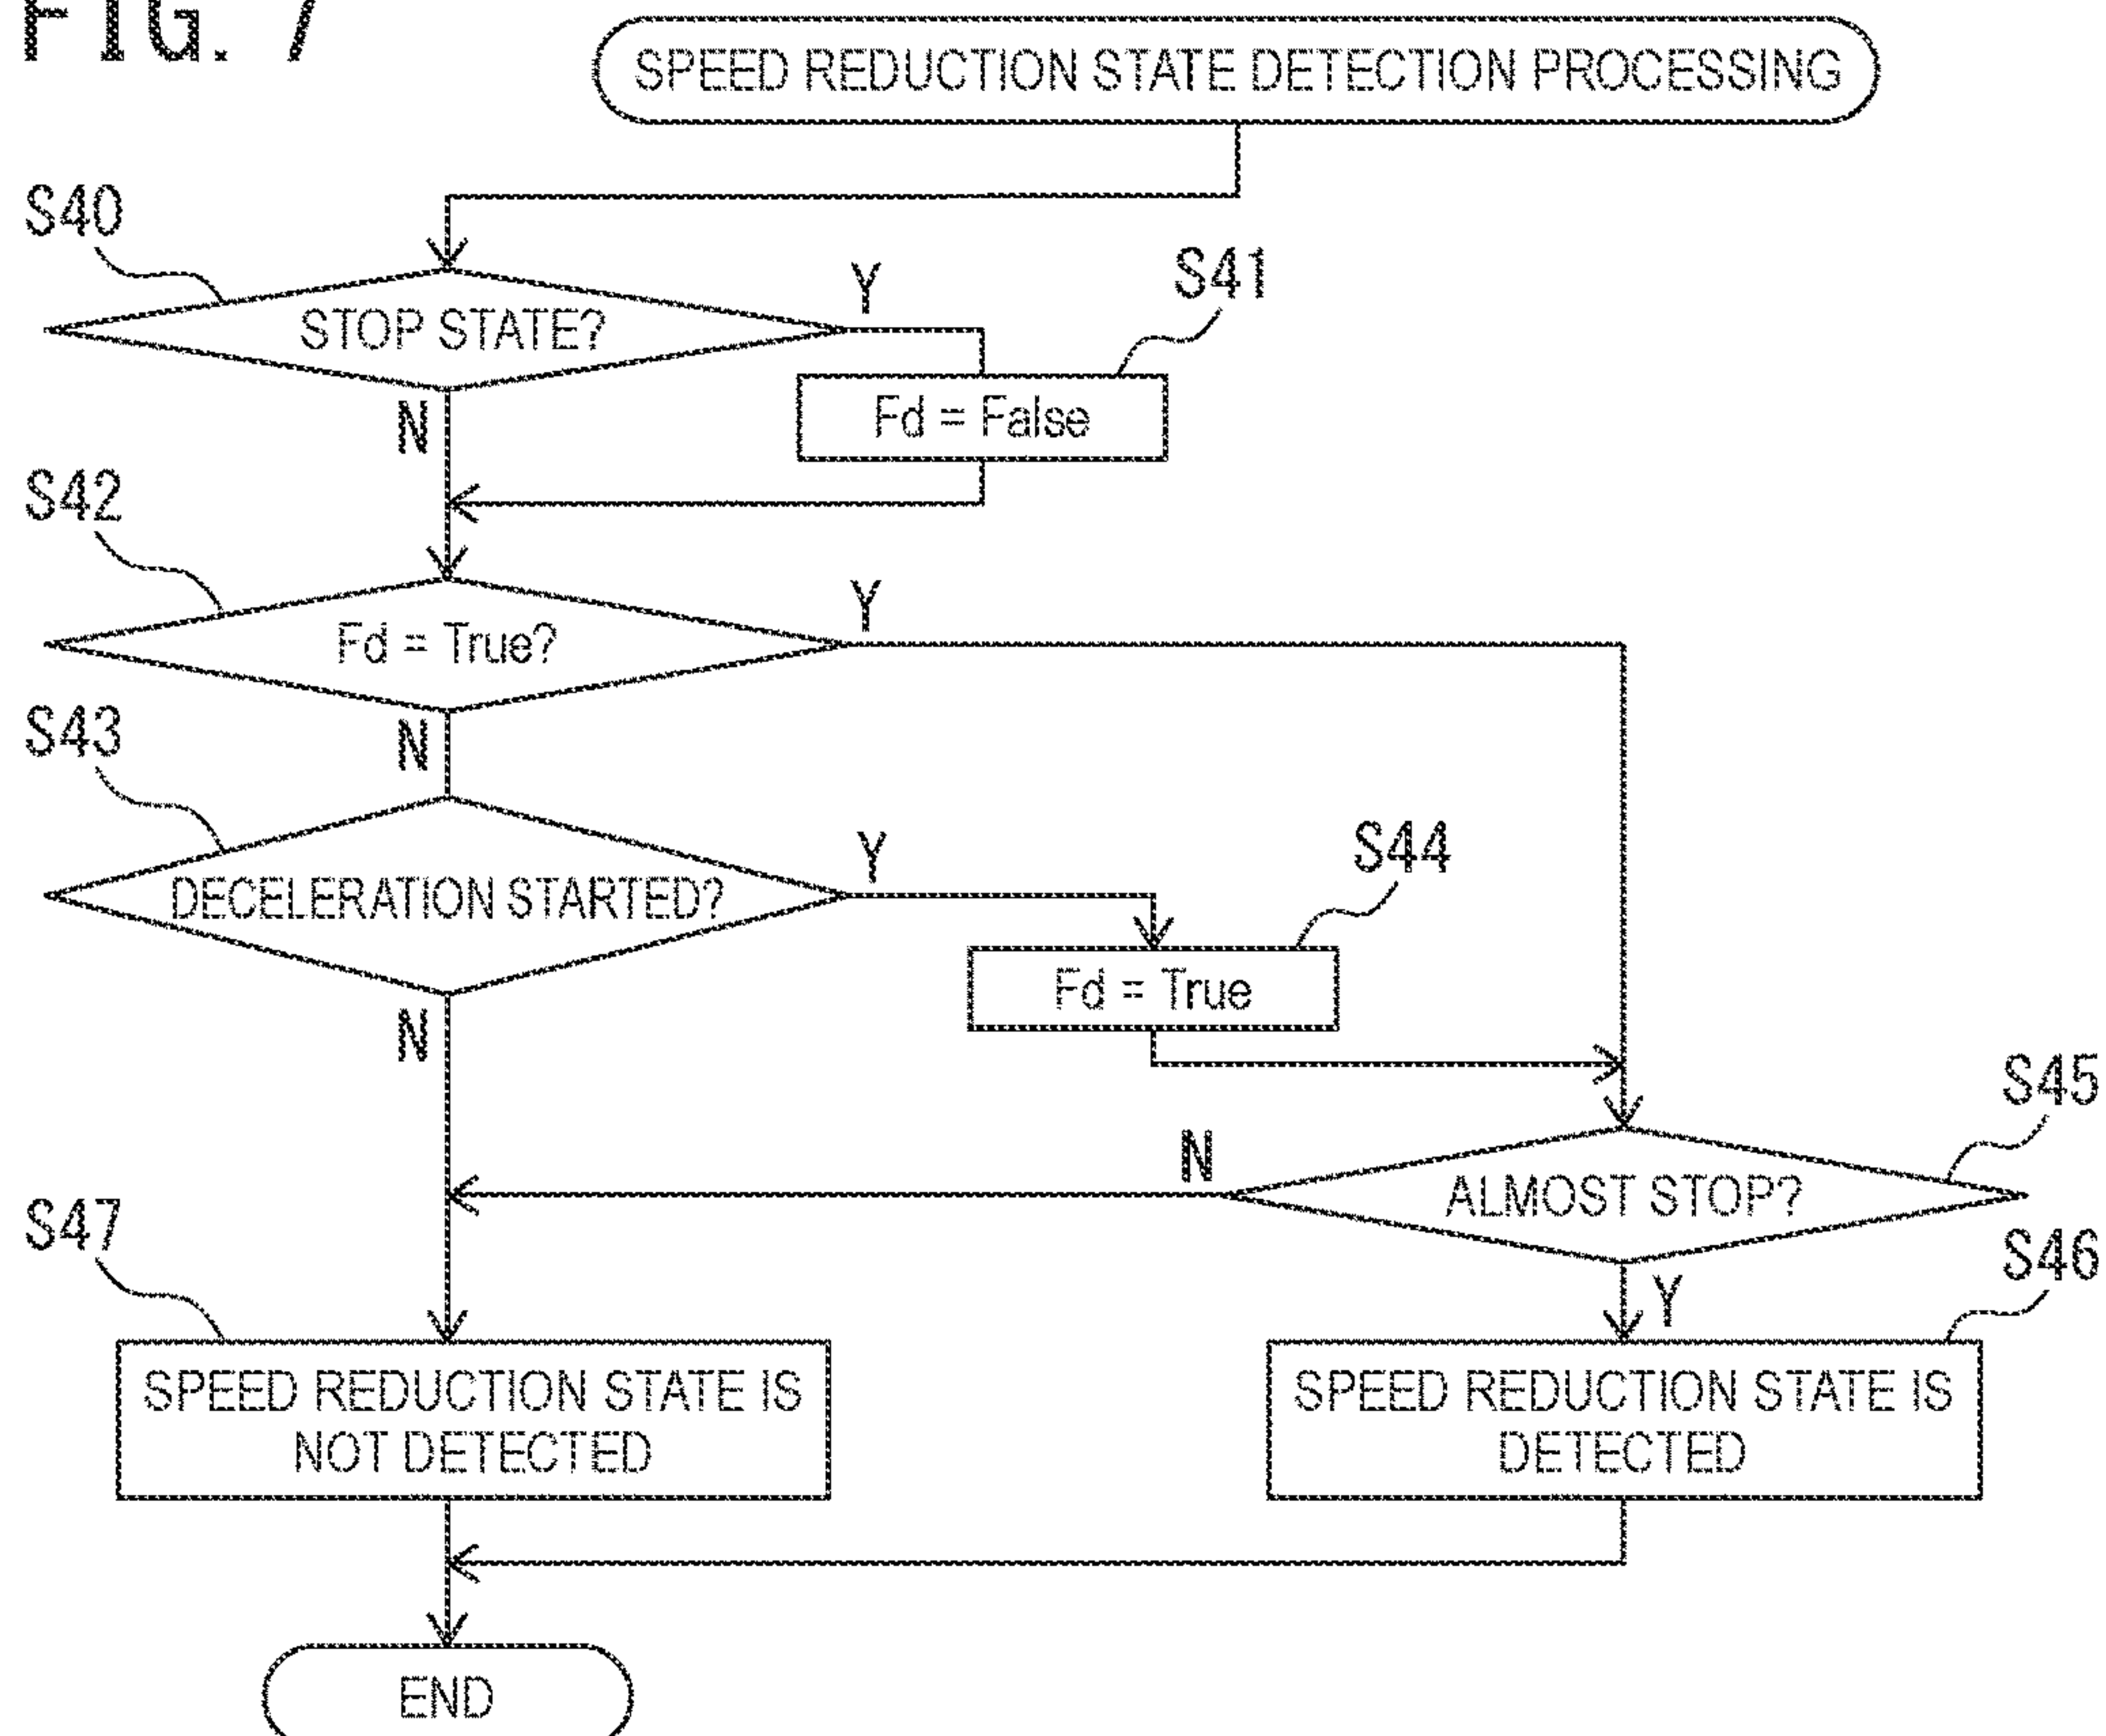 FIG. 7
SPEED REDUCTION STATE DETECTION PROCESSING
S40
STOP STATE?
Y
N
S41
Fd = False
S42
Fd = True?
Y
N
S43
DECELERATION STARTED?
Y
N
S44
Fd = True
S45
ALMOST STOP?
N
Y
S46
SPEED REDUCTION STATE IS
DETECTED
S47
SPEED REDUCTION STATE IS
NOT DETECTED
END